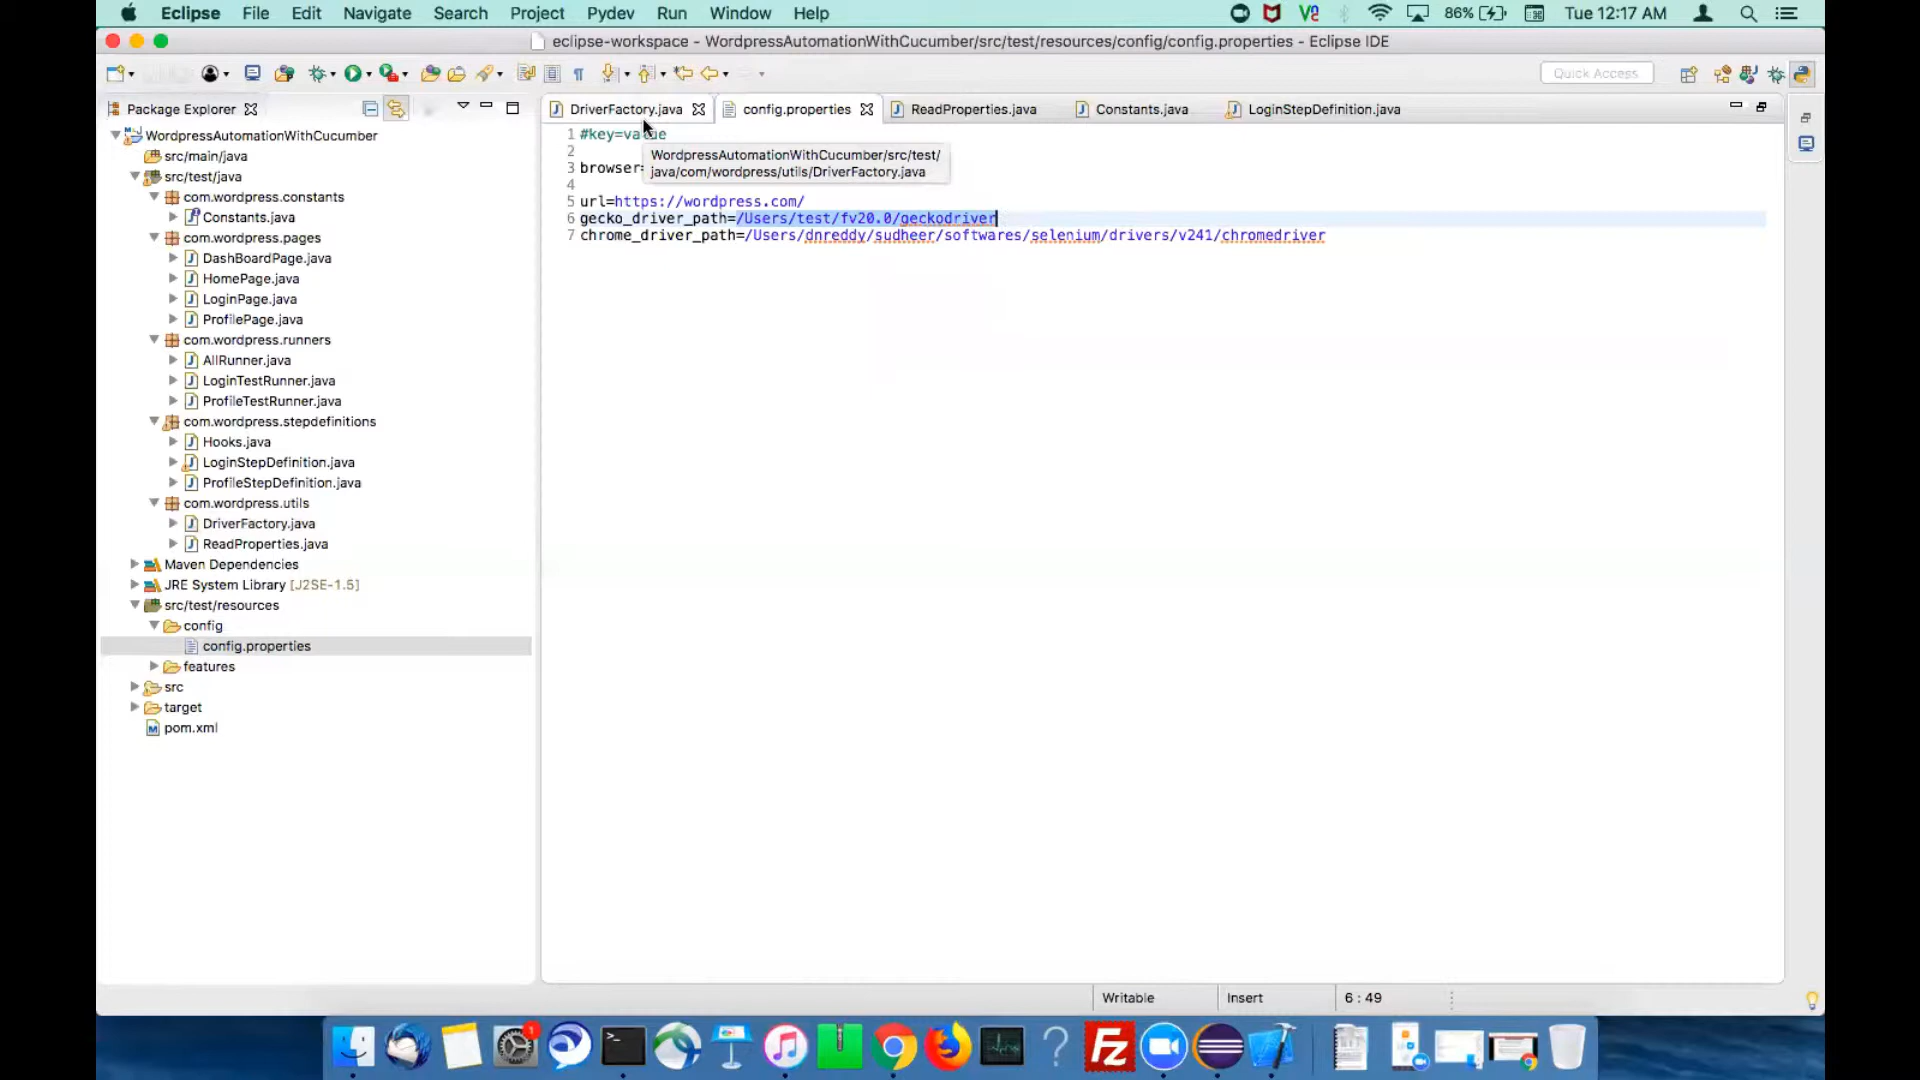 Eclipse File Edit Navigate Search Project Pydev Run Window Help 86% Tue 12:17 AM
eclipse-workspace - WordpressAutomationWithCucumber/src/test/resources/config/config.properties - Eclipse IDE
Quick Access
Package Explorer
DriverFactory.java config.properties ReadProperties.java Constants.java LoginStepDefinition.java
WordpressAutomationWithCucumber
src/main/java
src/test/java
com.wordpress.constants
Constants.java
com.wordpress.pages
DashBoardPage.java
HomePage.java
LoginPage.java
ProfilePage.java
com.wordpress.runners
AllRunner.java
LoginTestRunner.java
ProfileTestRunner.java
com.wordpress.stepdefinitions
Hooks.java
LoginStepDefinition.java
ProfileStepDefinition.java
com.wordpress.utils
DriverFactory.java
ReadProperties.java
Maven Dependencies
JRE System Library [J2SE-1.5]
src/test/resources
config
config.properties
features
src
target
pom.xml
1 #key=value
2
3 browser=
4
5 url=https://wordpress.com/
6 gecko_driver_path=/Users/test/fv20.0/geckodriver
7 chrome_driver_path=/Users/dnreddy/sudheer/softwares/selenium/drivers/v241/chromedriver
WordpressAutomationWithCucumber/src/test/
java/com/wordpress/utils/DriverFactory.java
Writable Insert 6 : 49
1
Fz